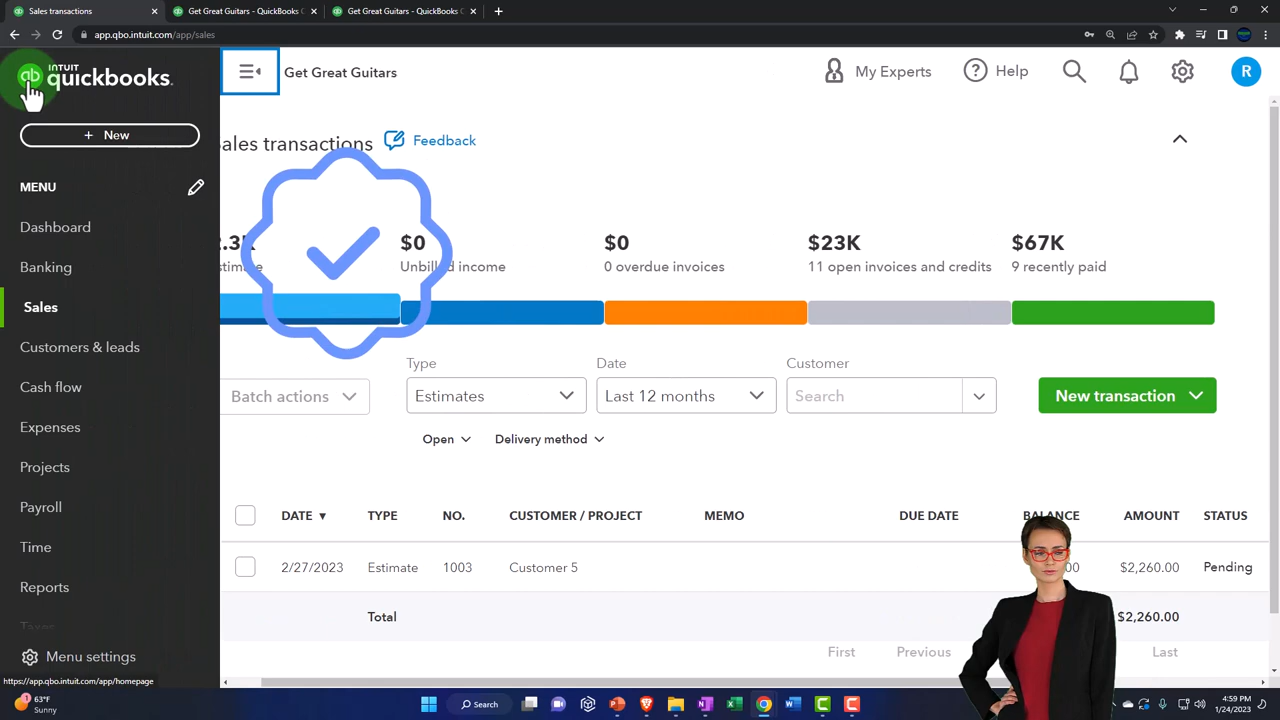 Sales transactions
Get Great Guitars - QuickBooks
Get Great Guitars - QuickBooks
qbo.intuit.com/app/sales
INTUIT
quickbooks.
Get Great Guitars
My Experts
Help
R
+ New
MENU
Dashboard
Banking
Sales
Customers & leads
Cash flow
Expenses
Projects
Payroll
Time
Reports
Taxes
Menu settings
https://app.qbo.intuit.com/app/homepage
ales transactions
Feedback
$0
Unbilled income
$0
0 overdue invoices
$23K
11 open invoices and credits
$67K
9 recently paid
Batch actions
Type
Estimates
Date
Last 12 months
Customer
Search
New transaction
Open
Delivery method
DATE TYPE NO. CUSTOMER / PROJECT MEMO DUE DATE BALANCE AMOUNT STATUS
2/27/2023 Estimate 1003 Customer 5 $2,260.00 Pending
Total $2,260.00
First Previous Last
63°F
Sunny
Search
4:59 PM
1/24/2023